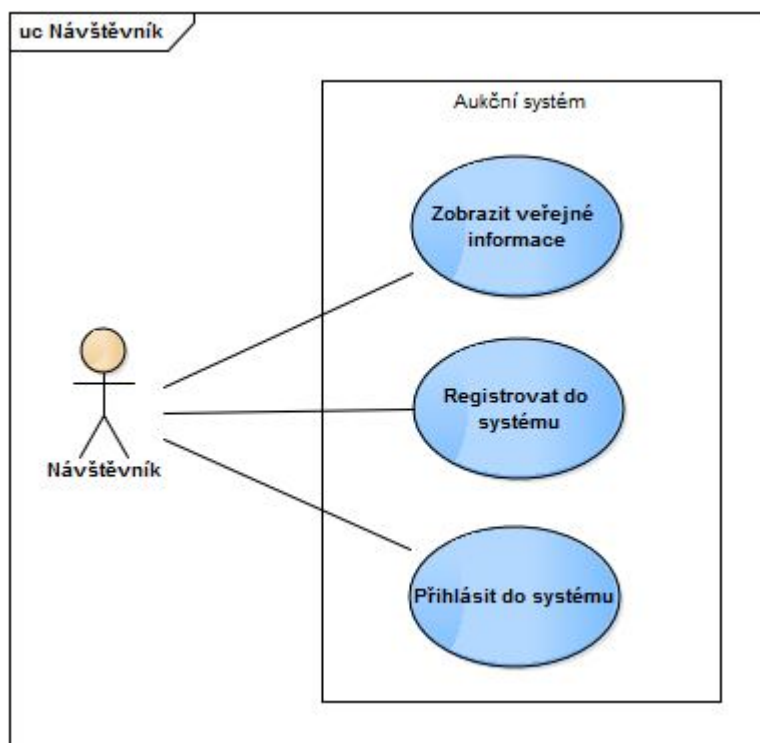 uc Návštěvník
Aukční systém
Zobrazit veřejné
informace
Registrovat do
systému
Návštěvník
Přihlásit do systému